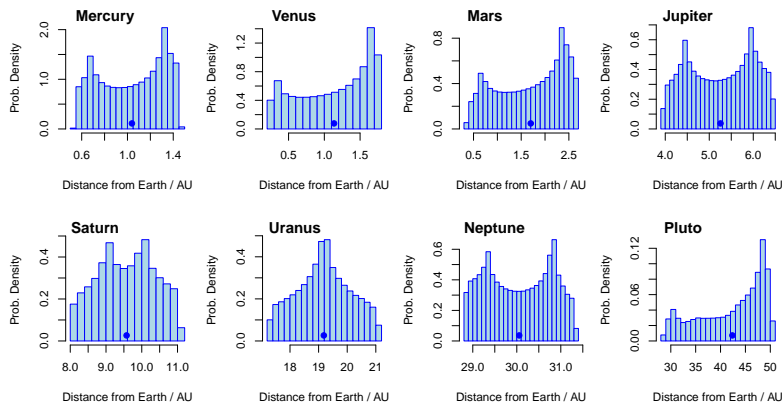 Mercury
Prob. Density
0.0 1.0 2.0
0.6 1.0 1.4
Distance from Earth / AU
Venus
Prob. Density
0.0 0.4 0.8 1.2
0.5 1.0 1.5
Distance from Earth / AU
Mars
Prob. Density
0.0 0.4 0.8
0.5 1.5 2.5
Distance from Earth / AU
Jupiter
Prob. Density
0.0 0.2 0.4 0.6
4.0 5.0 6.0
Distance from Earth / AU
Saturn
Prob. Density
0.0 0.2 0.4
8.0 9.0 10.0 11.0
Distance from Earth / AU
Uranus
Prob. Density
0.0 0.2 0.4
18 19 20 21
Distance from Earth / AU
Neptune
Prob. Density
0.0 0.2 0.4 0.6
29.0 30.0 31.0
Distance from Earth / AU
Pluto
Prob. Density
0.00 0.06 0.12
30 35 40 45 50
Distance from Earth / AU